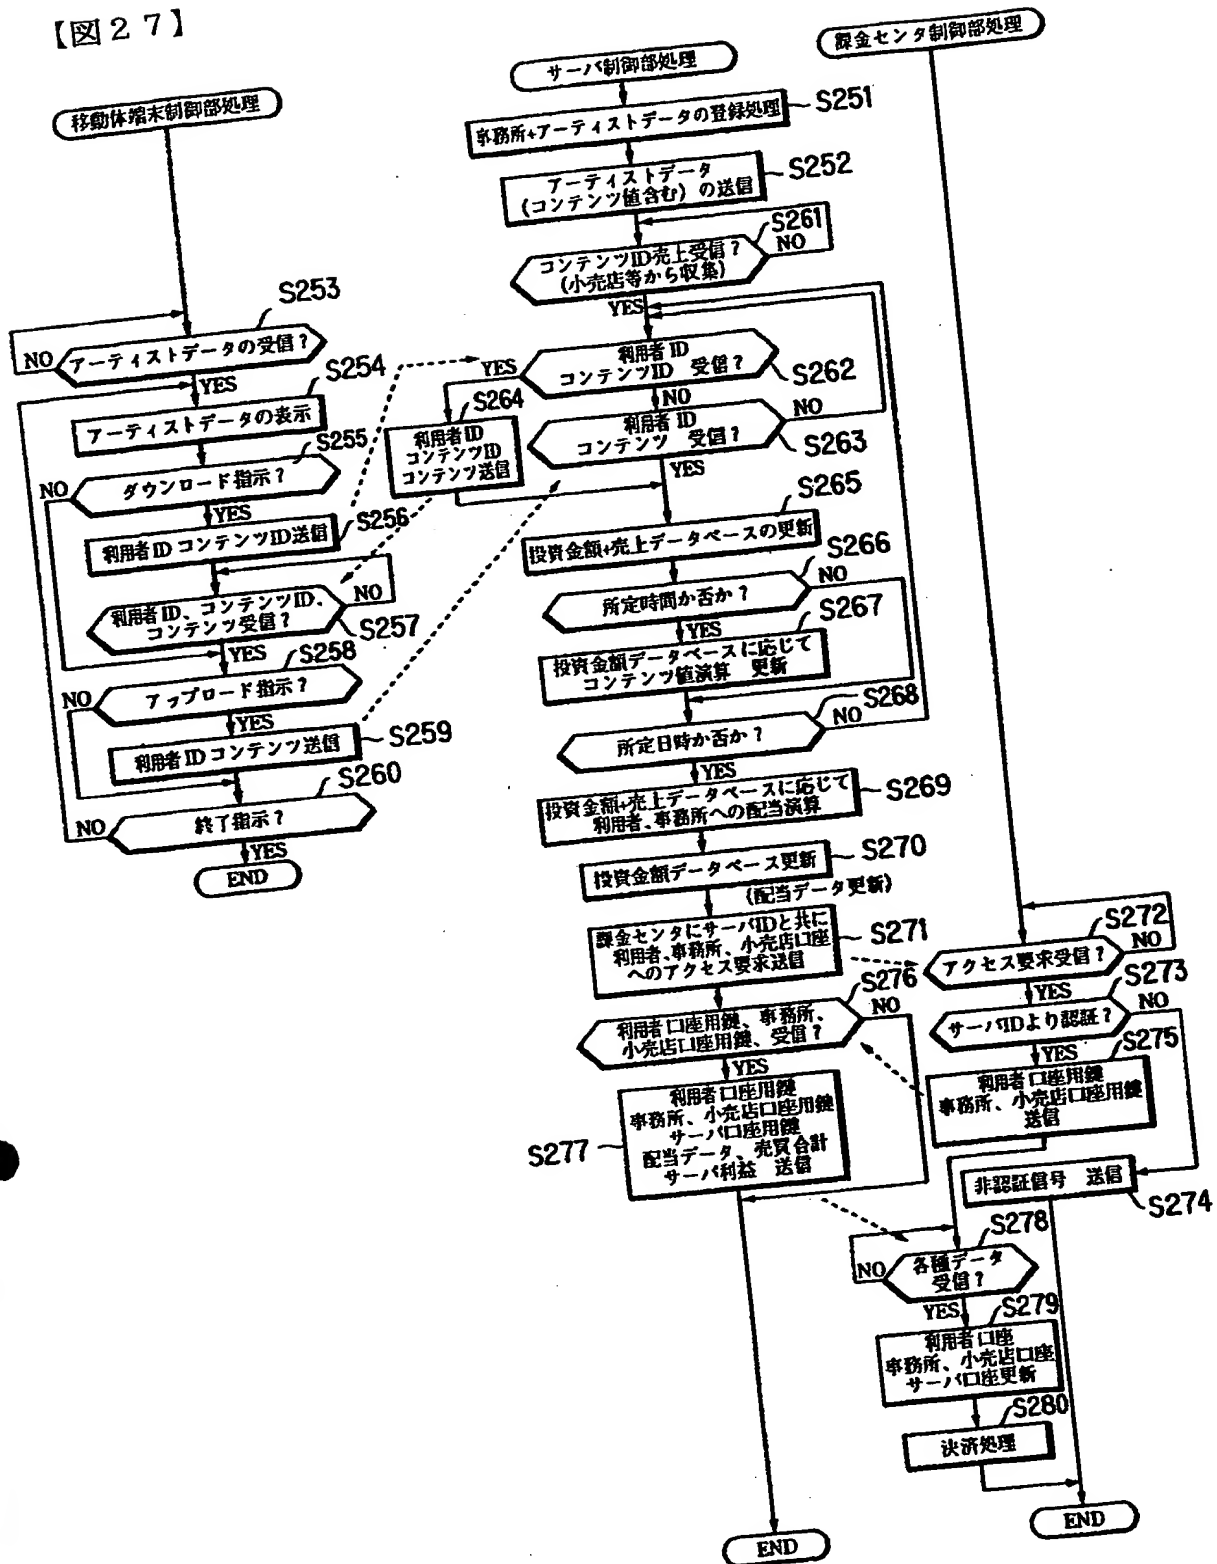 【図27】
移動体端末制御部処理
S253
アーティストデータの受信?
NO
YES
S254
アーティストデータの表示
S255
ダウンロード指示?
NO
YES
S256
利用者ID コンテンツID送信
利用者ID、コンテンツID、
コンテンツ受信?
NO
S257
YES
S258
アップロード指示?
NO
YES
利用者ID コンテンツ送信
S259
S260
終了指示?
NO
YES
END
サーバ制御部処理
S251
事務所+アーティストデータの登録処理
S252
アーティストデータ
(コンテンツ値含む)の送信
S261
コンテンツID売上受信?
(小売店等から収集)
NO
YES
利用者ID
コンテンツID 受信?
YES
S262
NO
S264
利用者ID
コンテンツID
コンテンツ送信
利用者ID
コンテンツ 受信?
NO
S263
YES
S265
投資金額+売上データベースの更新
S266
所定時間か否か?
NO
YES
S267
投資金額データベースに応じて
コンテンツ値演算 更新
S268
所定日時か否か?
NO
YES
投資金額+売上データベースに応じて
利用者、事務所への配当演算
S269
投資金額データベース更新
S270
(配当データ更新)
課金センタにサーバIDと共に
利用者、事務所、小売店口座
へのアクセス要求送信
S271
S276
利用者口座用鍵、事務所、
小売店口座用鍵、受信?
NO
YES
利用者口座用鍵
事務所、小売店口座用鍵
サーバ口座用鍵
配当データ、売買合計
サーバ利益 送信
S277
END
課金センタ制御部処理
S272
アクセス要求受信?
NO
YES
S273
サーバIDより認証?
NO
YES
S275
利用者口座用鍵
事務所、小売店口座用鍵
送信
非認証信号 送信
S274
S278
各種データ
受信?
NO
YES
S279
利用者口座
事務所、小売店口座
サーバ口座更新
S280
決済処理
END